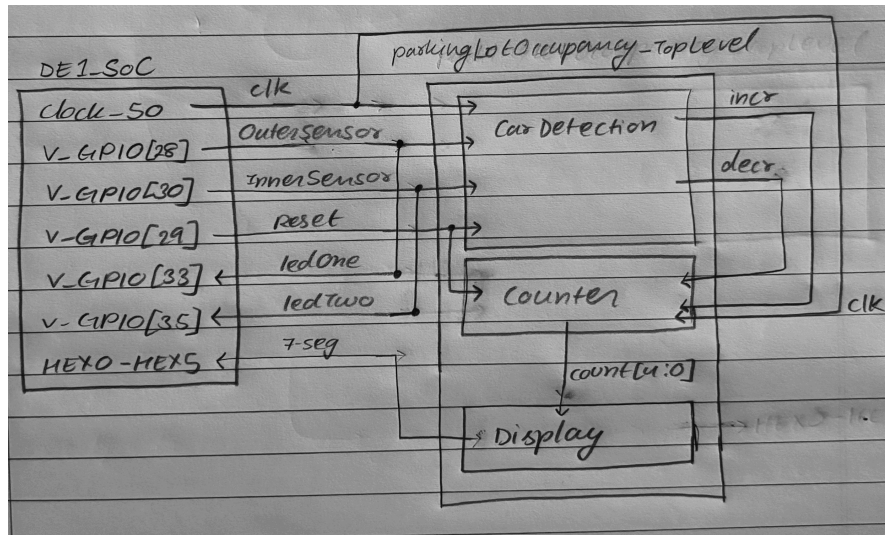 parkingLotOccupancy_TopLevel
DE1_SoC
clk
incr
Clock_50
OuterSensor
CarDetection
V_GPIO[28]
decr
InnerSensor
V_GPIO[30]
Reset
V_GPIO[29]
ledOne
V_GPIO[33]
Counter
ledTwo
clk
V_GPIO[35]
7-seg
HEX0-HEX5
count[4:0]
Display